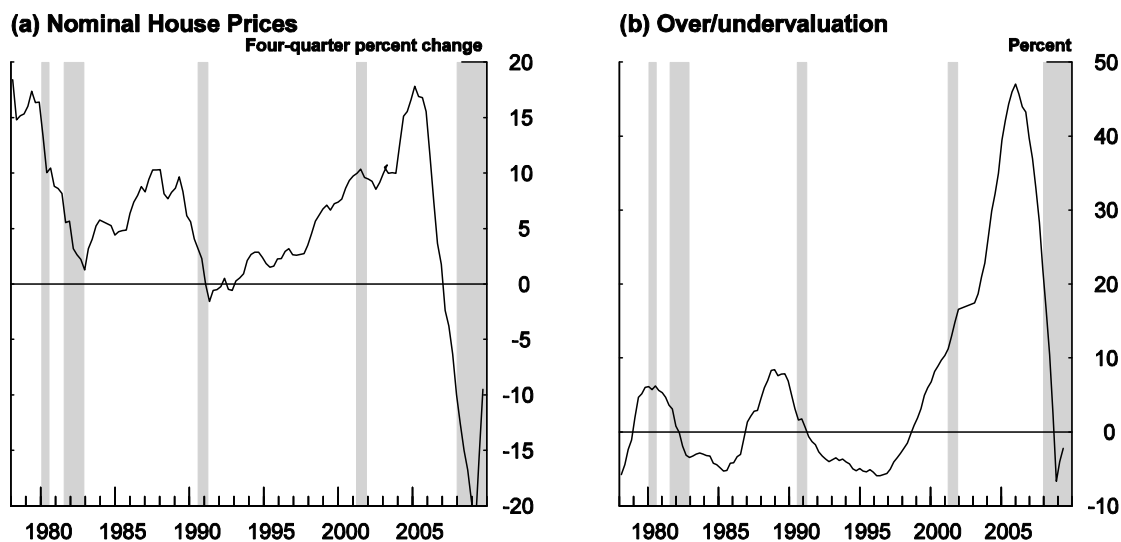 (a) Nominal House Prices
Four-quarter percent change
20
15
10
5
0
-5
-10
-15
-20
1980 1985 1990 1995 2000 2005
(b) Over/undervaluation
Percent
50
40
30
20
10
0
-10
1980 1985 1990 1995 2000 2005